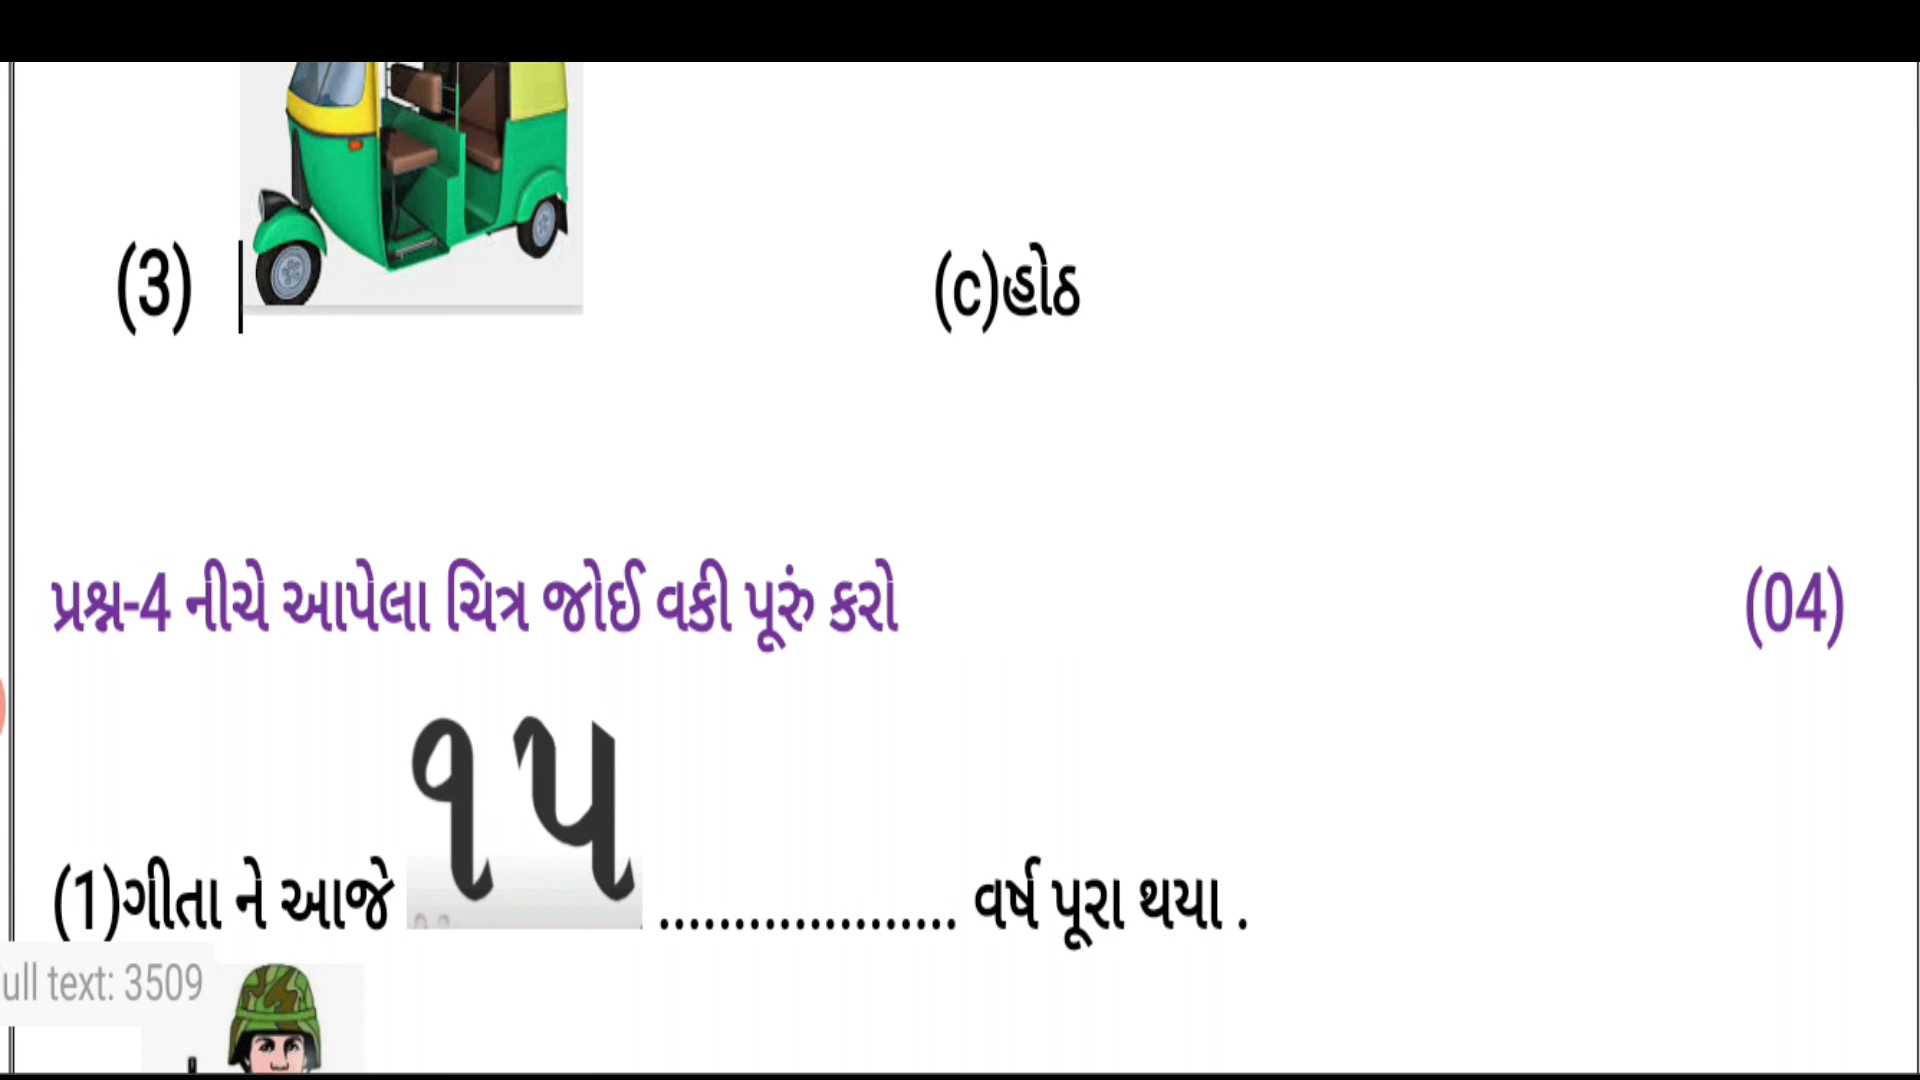 (3) (c)હોઠ
પ્રશ્ન-4 નીચે આપેલા ચિત્ર જોઈ વકી પૂરું કરો (04)
(1)ગીતા ને આજે ૧૫ .................... વર્ષ પૂરા થયા .
ull text: 3509